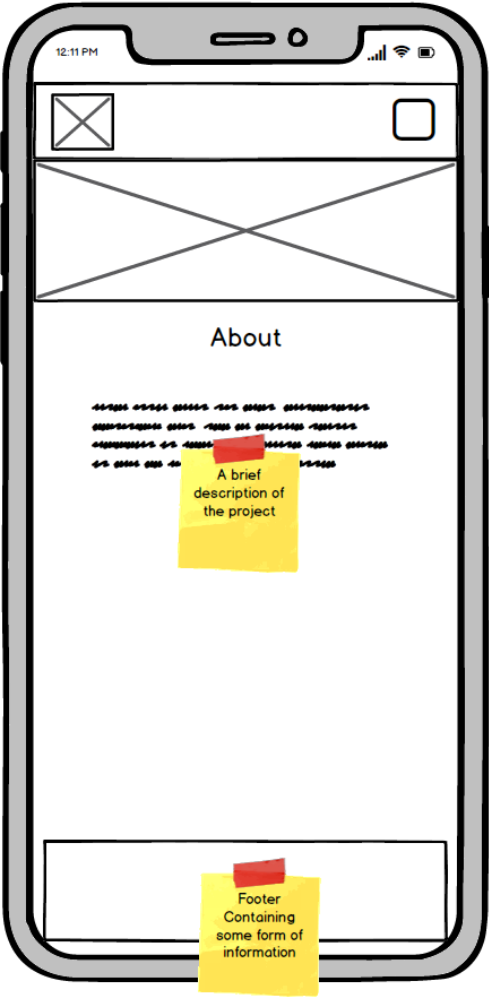 12:11 PM
About
A brief
description of
the project
Footer
Containing
some form of
information